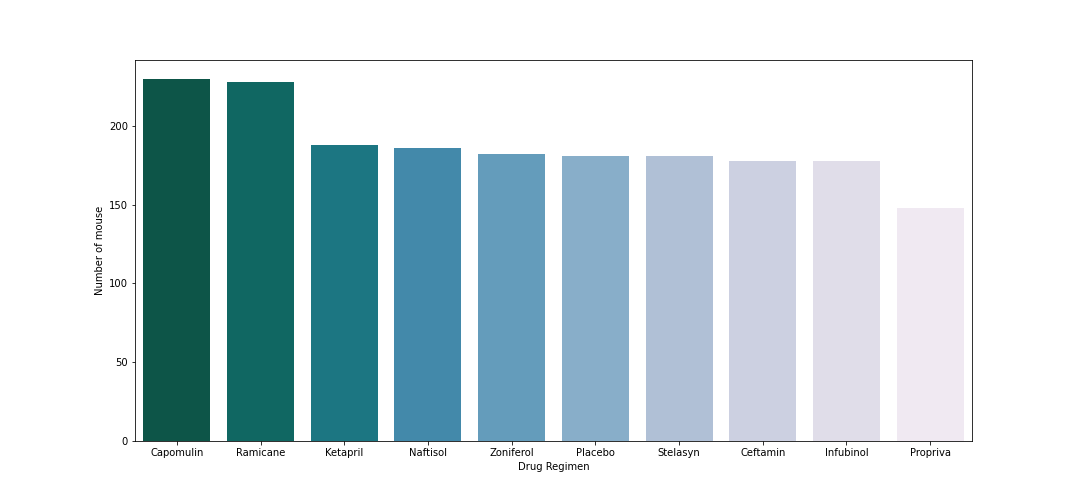 200
150
100
50
0
Number of mouse
Capomulin Ramicane Ketapril Naftisol Zoniferol Placebo Stelasyn Ceftamin Infubinol Propriva
Drug Regimen